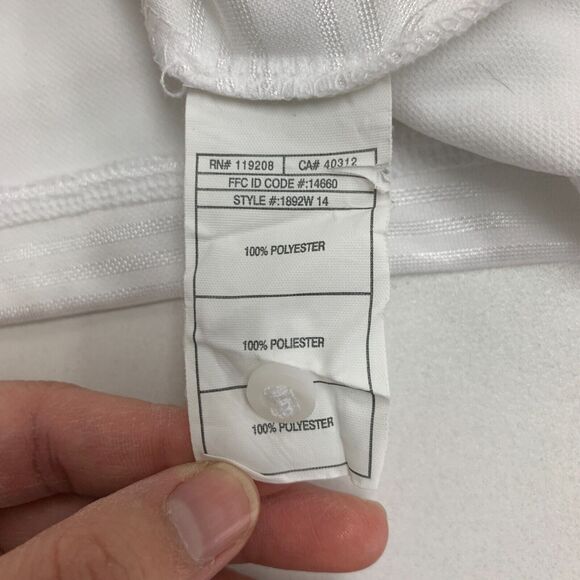 RN# 119208 CA# 40312
FFC ID CODE #:14660
STYLE #:1892W 14
100% POLYESTER
100% POLIESTER
100% POLYESTER